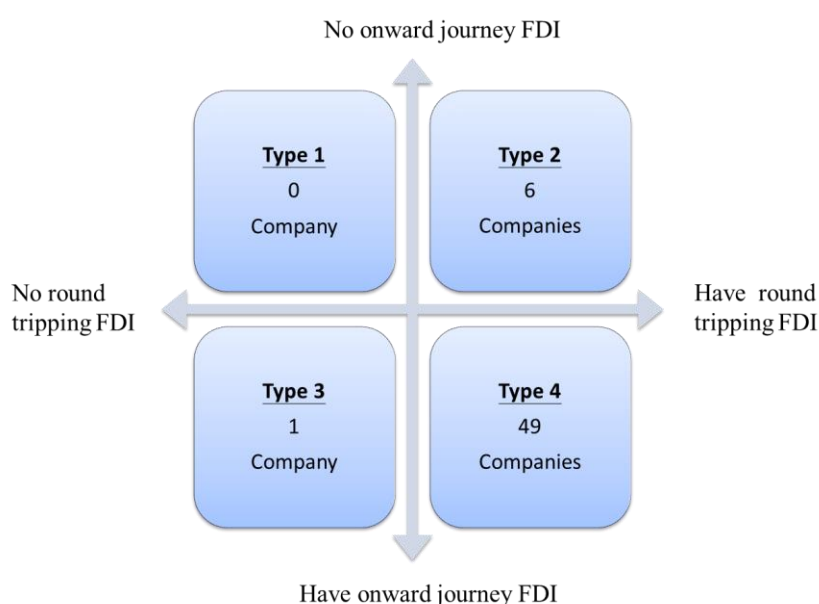 No onward journey FDI
Type 1
0
Company
Type 2
6
Companies
No round
tripping FDI
Have round
tripping FDI
Type 3
1
Company
Type 4
49
Companies
Have onward journey FDI